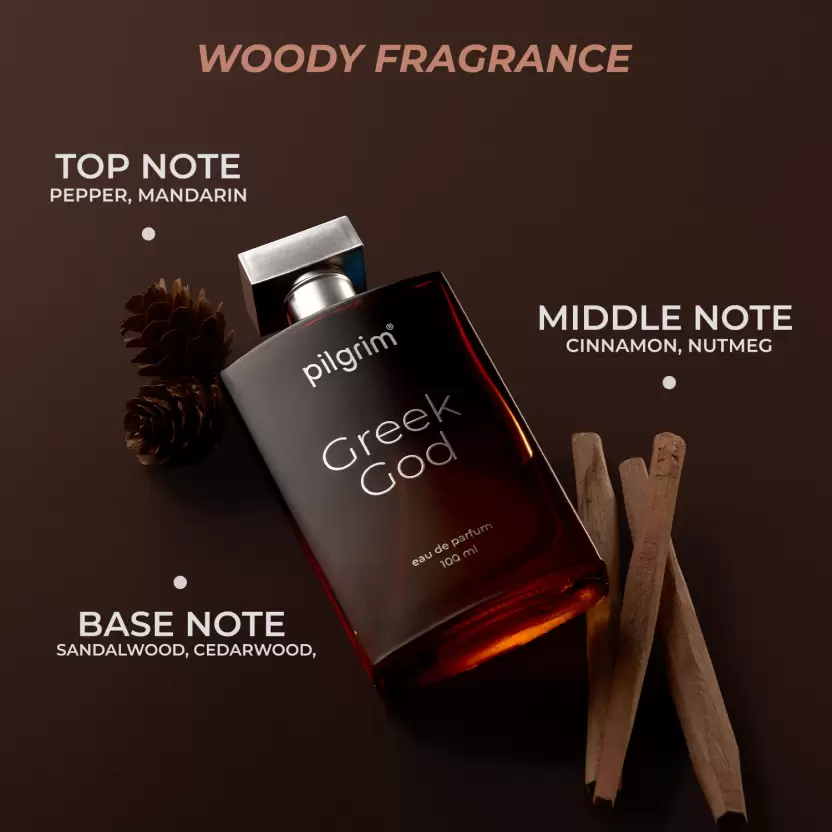 WOODY FRAGRANCE
TOP NOTE
PEPPER, MANDARIN
pilgrim®
Greek
God
eau de parfum
100 ml
MIDDLE NOTE
CINNAMON, NUTMEG
BASE NOTE
SANDALWOOD, CEDARWOOD,